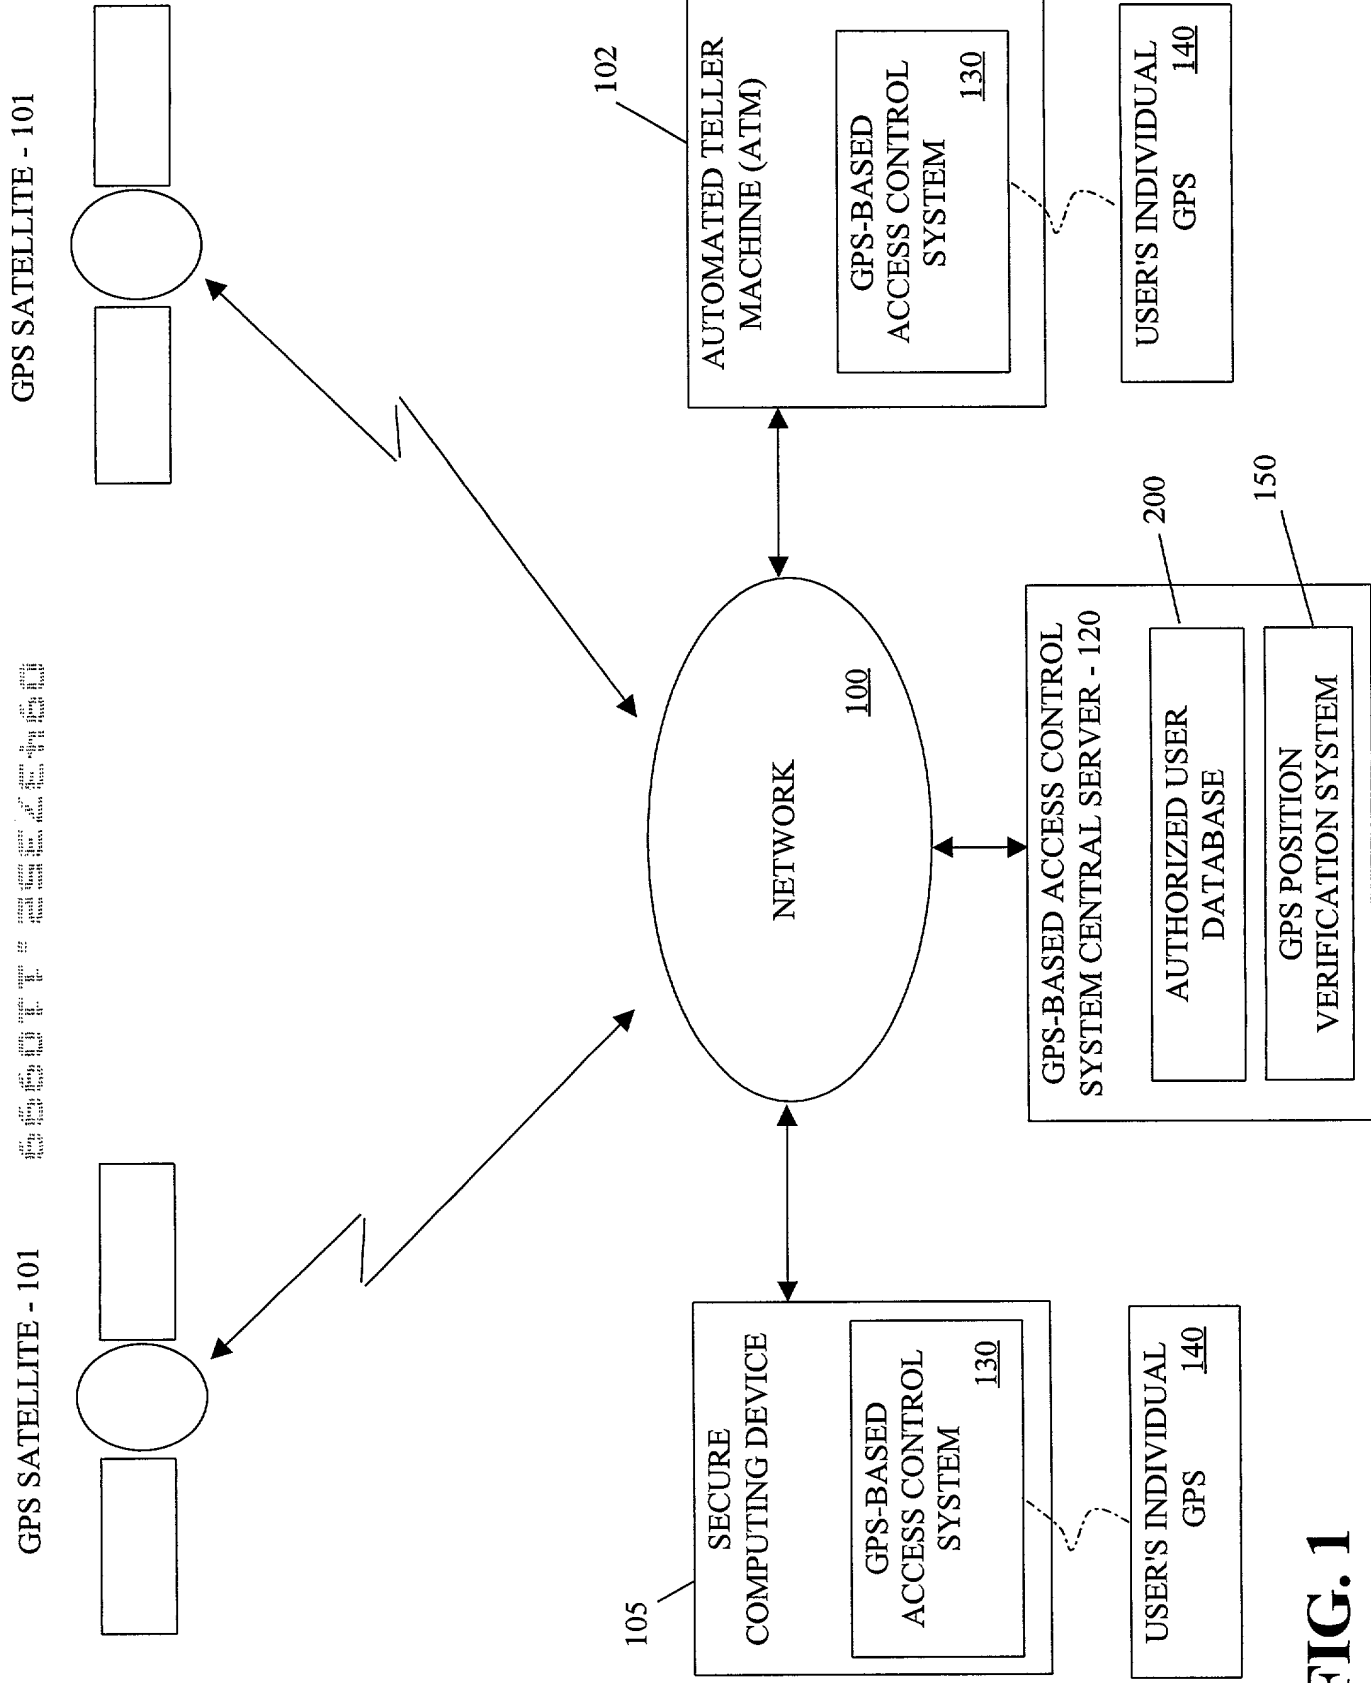 GPS SATELLITE - 101
GPS SATELLITE - 101
105
SECURE
COMPUTING DEVICE
GPS-BASED
ACCESS CONTROL
SYSTEM
130
USER'S INDIVIDUAL
GPS
140
NETWORK
100
102
AUTOMATED TELLER
MACHINE (ATM)
GPS-BASED
ACCESS CONTROL
SYSTEM
130
USER'S INDIVIDUAL
GPS
140
GPS-BASED ACCESS CONTROL
SYSTEM CENTRAL SERVER - 120
AUTHORIZED USER
DATABASE
200
GPS POSITION
VERIFICATION SYSTEM
150
FIG. 1